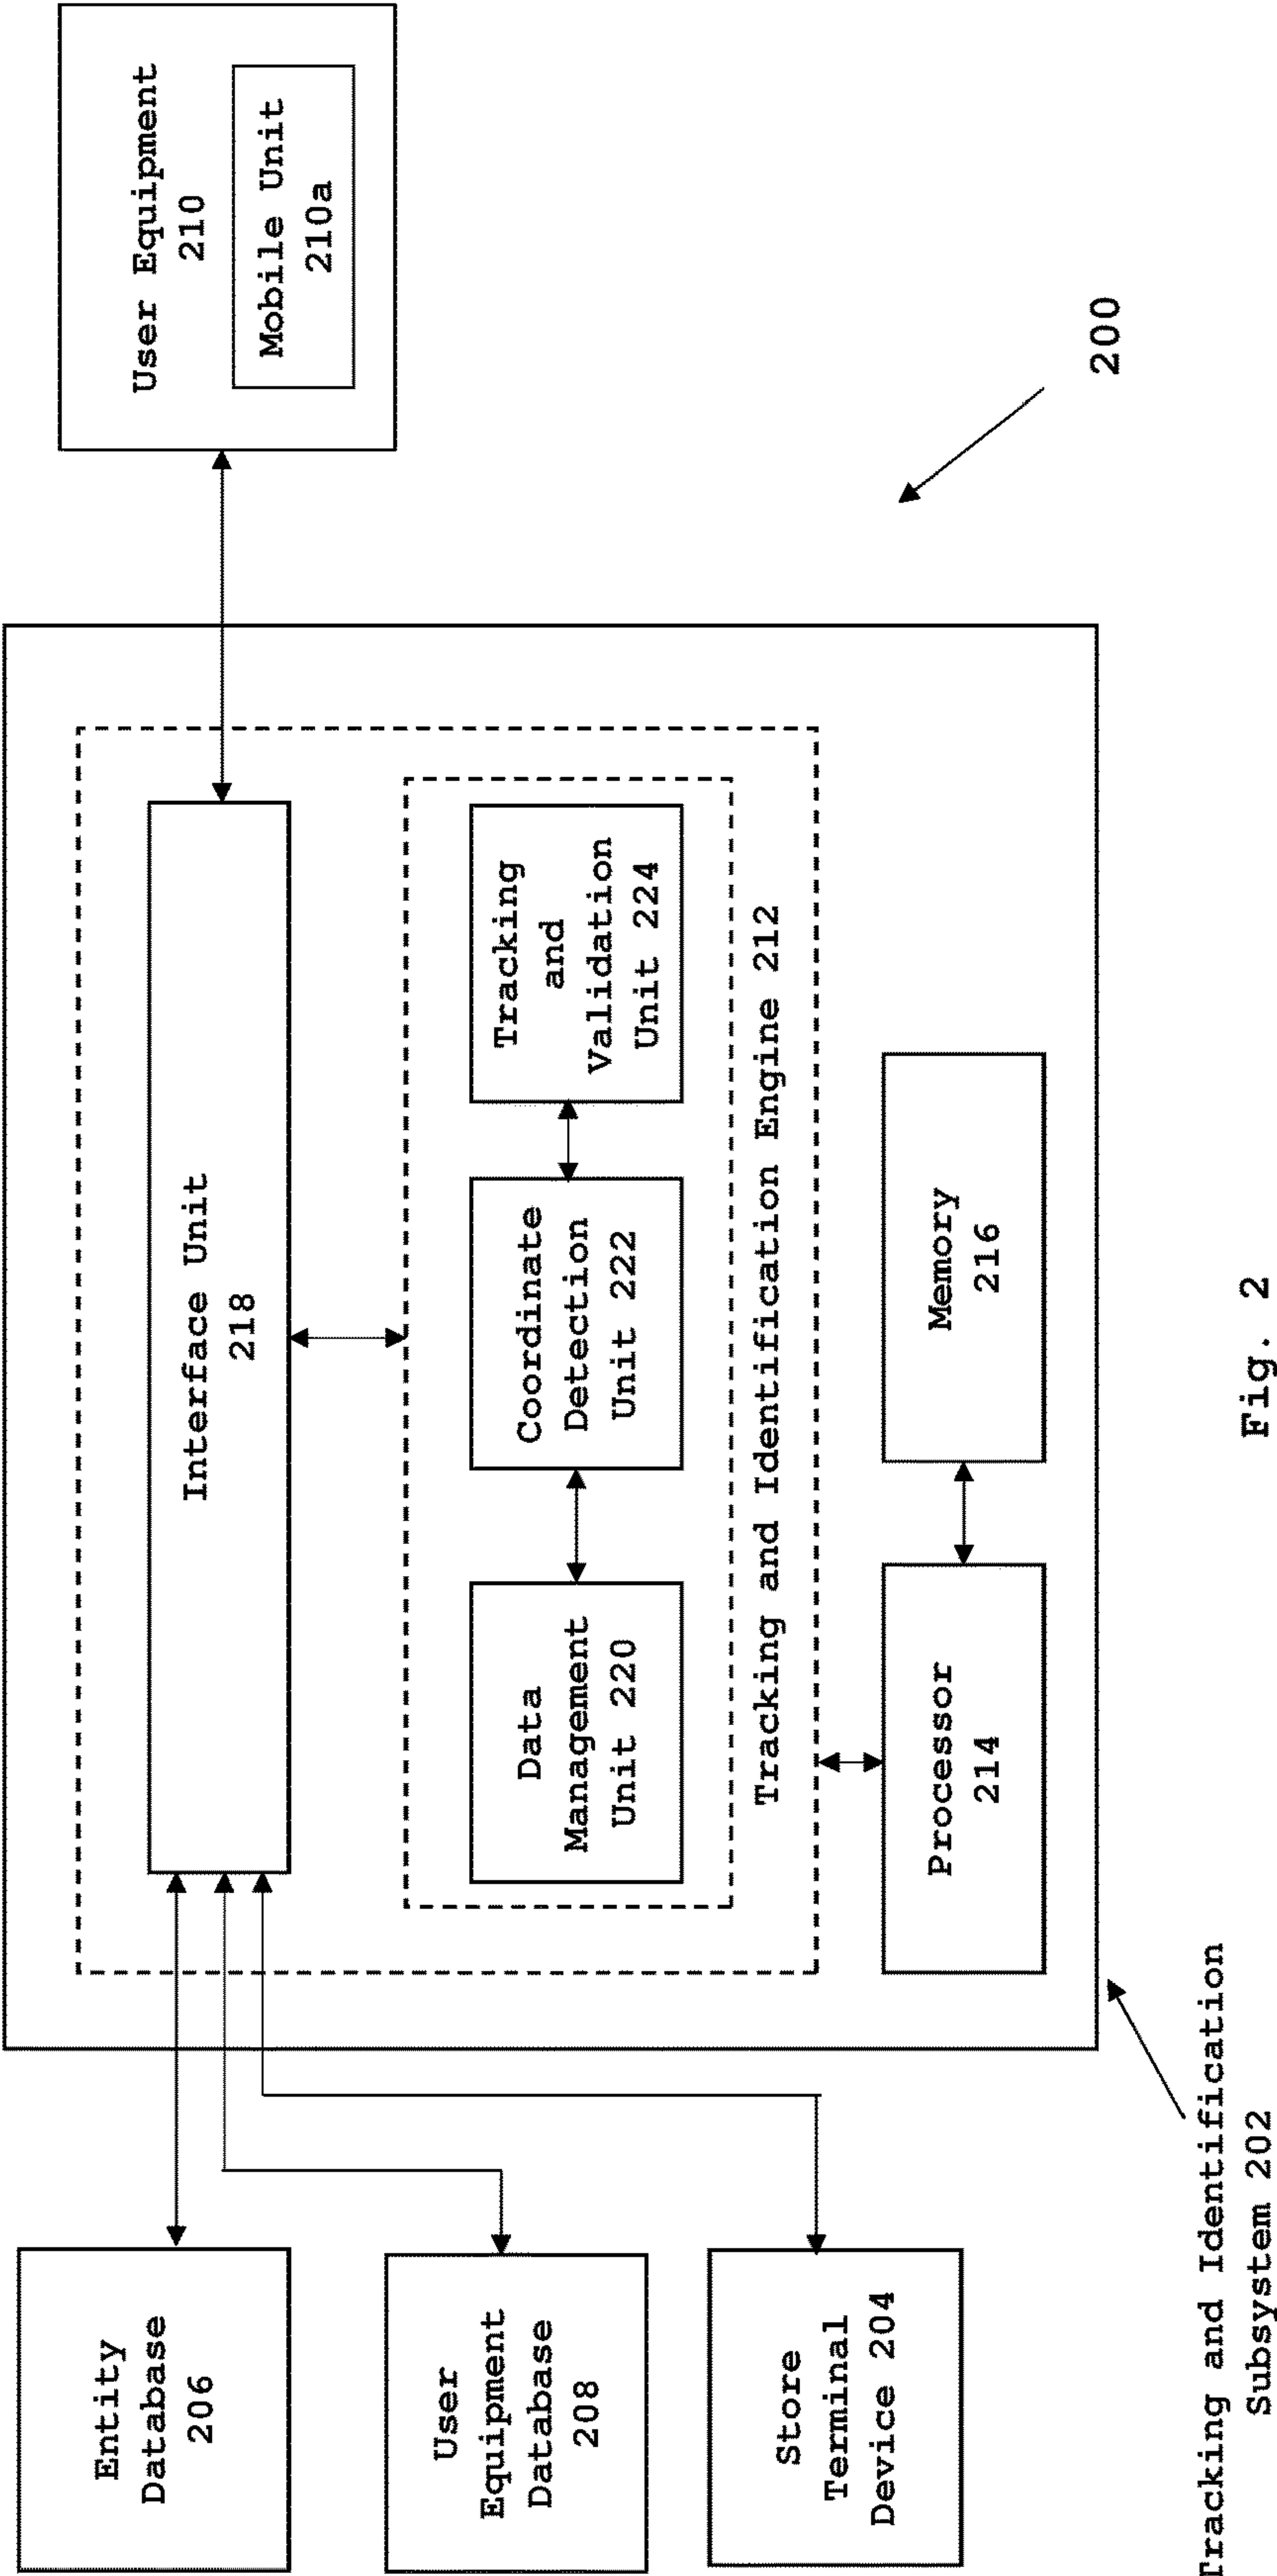 Entity
Database
206
User
Equipment
Database
208
Store
Terminal
Device 204
Interface Unit
218
Data
Management
Unit 220
Coordinate
Detection
Unit 222
Tracking
and
Validation
Unit 224
Tracking and Identification Engine 212
Processor
214
Memory
216
User Equipment
210
Mobile Unit
210a
200
Tracking and Identification
Subsystem 202
Fig. 2